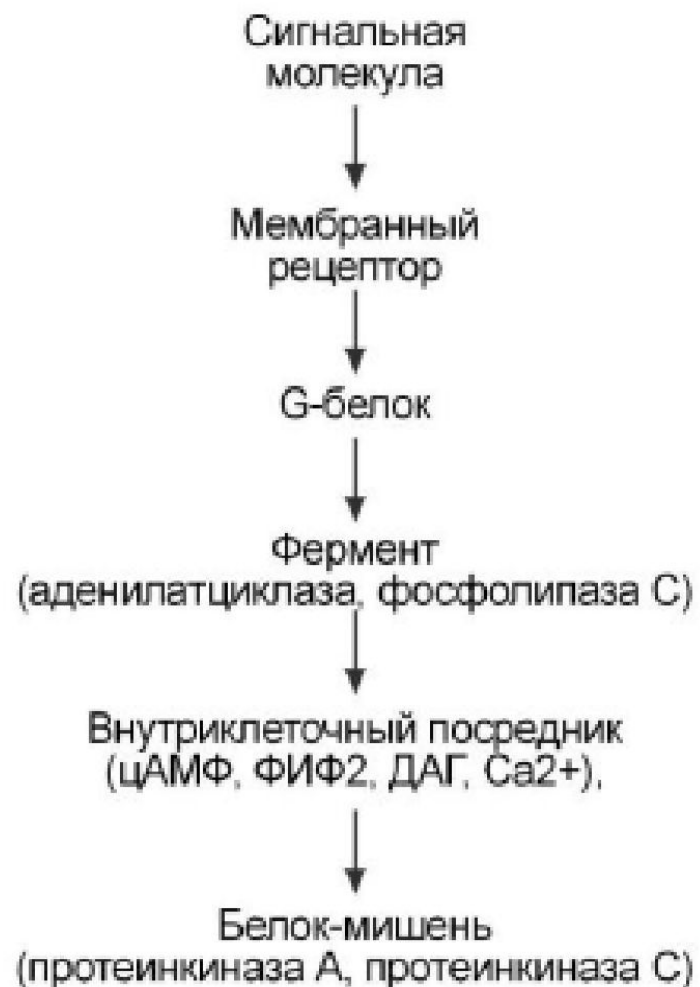 Сигнальная
молекула
Мембранный
рецептор
G-белок
Фермент
(аденилатциклаза, фосфолипаза С)
Внутриклеточный посредник
(цАМФ, ФИФ2, ДАГ, Са2+),
Белок-мишень
(протеинкиназа А, протеинкиназа С)